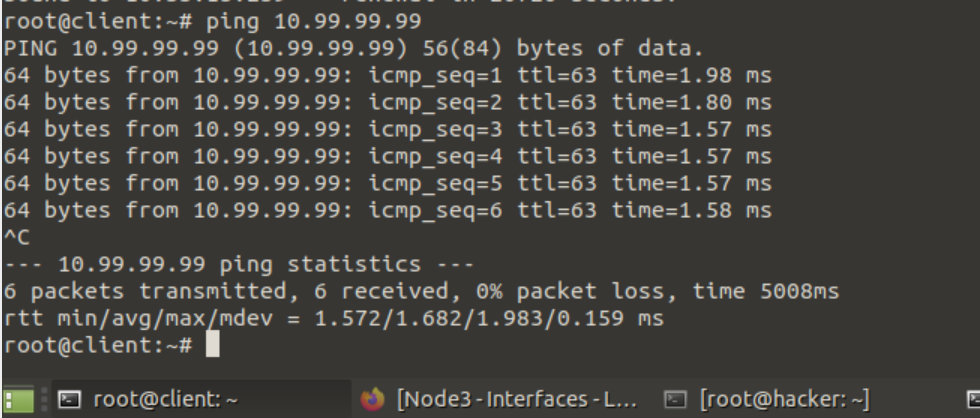 root@client:~# ping 10.99.99.99
PING 10.99.99.99 (10.99.99.99) 56(84) bytes of data.
64 bytes from 10.99.99.99: icmp_seq=1 ttl=63 time=1.98 ms
64 bytes from 10.99.99.99: icmp_seq=2 ttl=63 time=1.80 ms
64 bytes from 10.99.99.99: icmp_seq=3 ttl=63 time=1.57 ms
64 bytes from 10.99.99.99: icmp_seq=4 ttl=63 time=1.57 ms
64 bytes from 10.99.99.99: icmp_seq=5 ttl=63 time=1.57 ms
64 bytes from 10.99.99.99: icmp_seq=6 ttl=63 time=1.58 ms
^C
--- 10.99.99.99 ping statistics ---
6 packets transmitted, 6 received, 0% packet loss, time 5008ms
rtt min/avg/max/mdev = 1.572/1.682/1.983/0.159 ms
root@client:~#
root@client: ~ [Node3 - Interfaces - L... [root@hacker: ~]